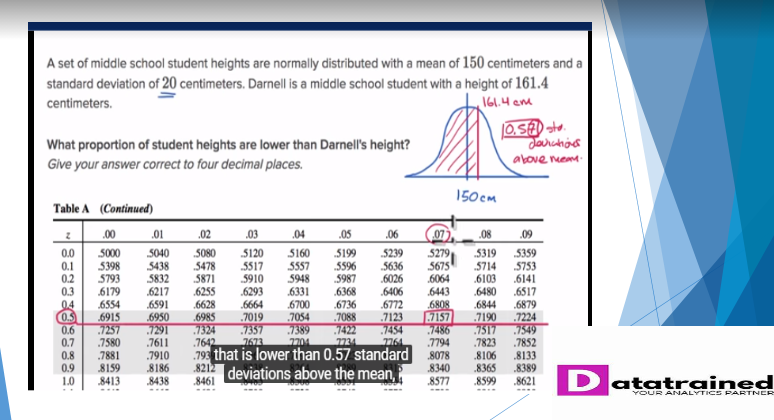 A set of middle school student heights are normally distributed with a mean of 150 centimeters and a
standard deviation of 20 centimeters. Darnell is a middle school student with a height of 161.4
centimeters.
161.4 cm
0.57 std.
deviations
above mean.
What proportion of student heights are lower than Darnell's height?
Give your answer correct to four decimal places.
150cm
Table A (Continued)
z .00 .01 .02 .03 .04 .05 .06 .07 .08 .09
0.0 .5000 .5040 .5080 .5120 .5160 .5199 .5239 .5279 .5319 .5359
0.1 .5398 .5438 .5478 .5517 .5557 .5596 .5636 .5675 .5714 .5753
0.2 .5793 .5832 .5871 .5910 .5948 .5987 .6026 .6064 .6103 .6141
0.3 .6179 .6217 .6255 .6293 .6331 .6368 .6406 .6443 .6480 .6517
0.4 .6554 .6591 .6628 .6664 .6700 .6736 .6772 .6808 .6844 .6879
0.5 .6915 .6950 .6985 .7019 .7054 .7088 .7123 .7157 .7190 .7224
0.6 .7257 .7291 .7324 .7357 .7389 .7422 .7454 .7486 .7517 .7549
0.7 .7580 .7611 .7642 .7673 .7704 .7734 .7764 .7794 .7823 .7852
0.8 .7881 .7910 .8078 .8106 .8133
that is lower than 0.57 standard
0.9 .8159 .8186 .8212 .8340 .8365 .8389
deviations above the mean,
1.0 .8413 .8438 .8461 .8577 .8599 .8621
Datatrained
YOUR ANALYTICS PARTNER